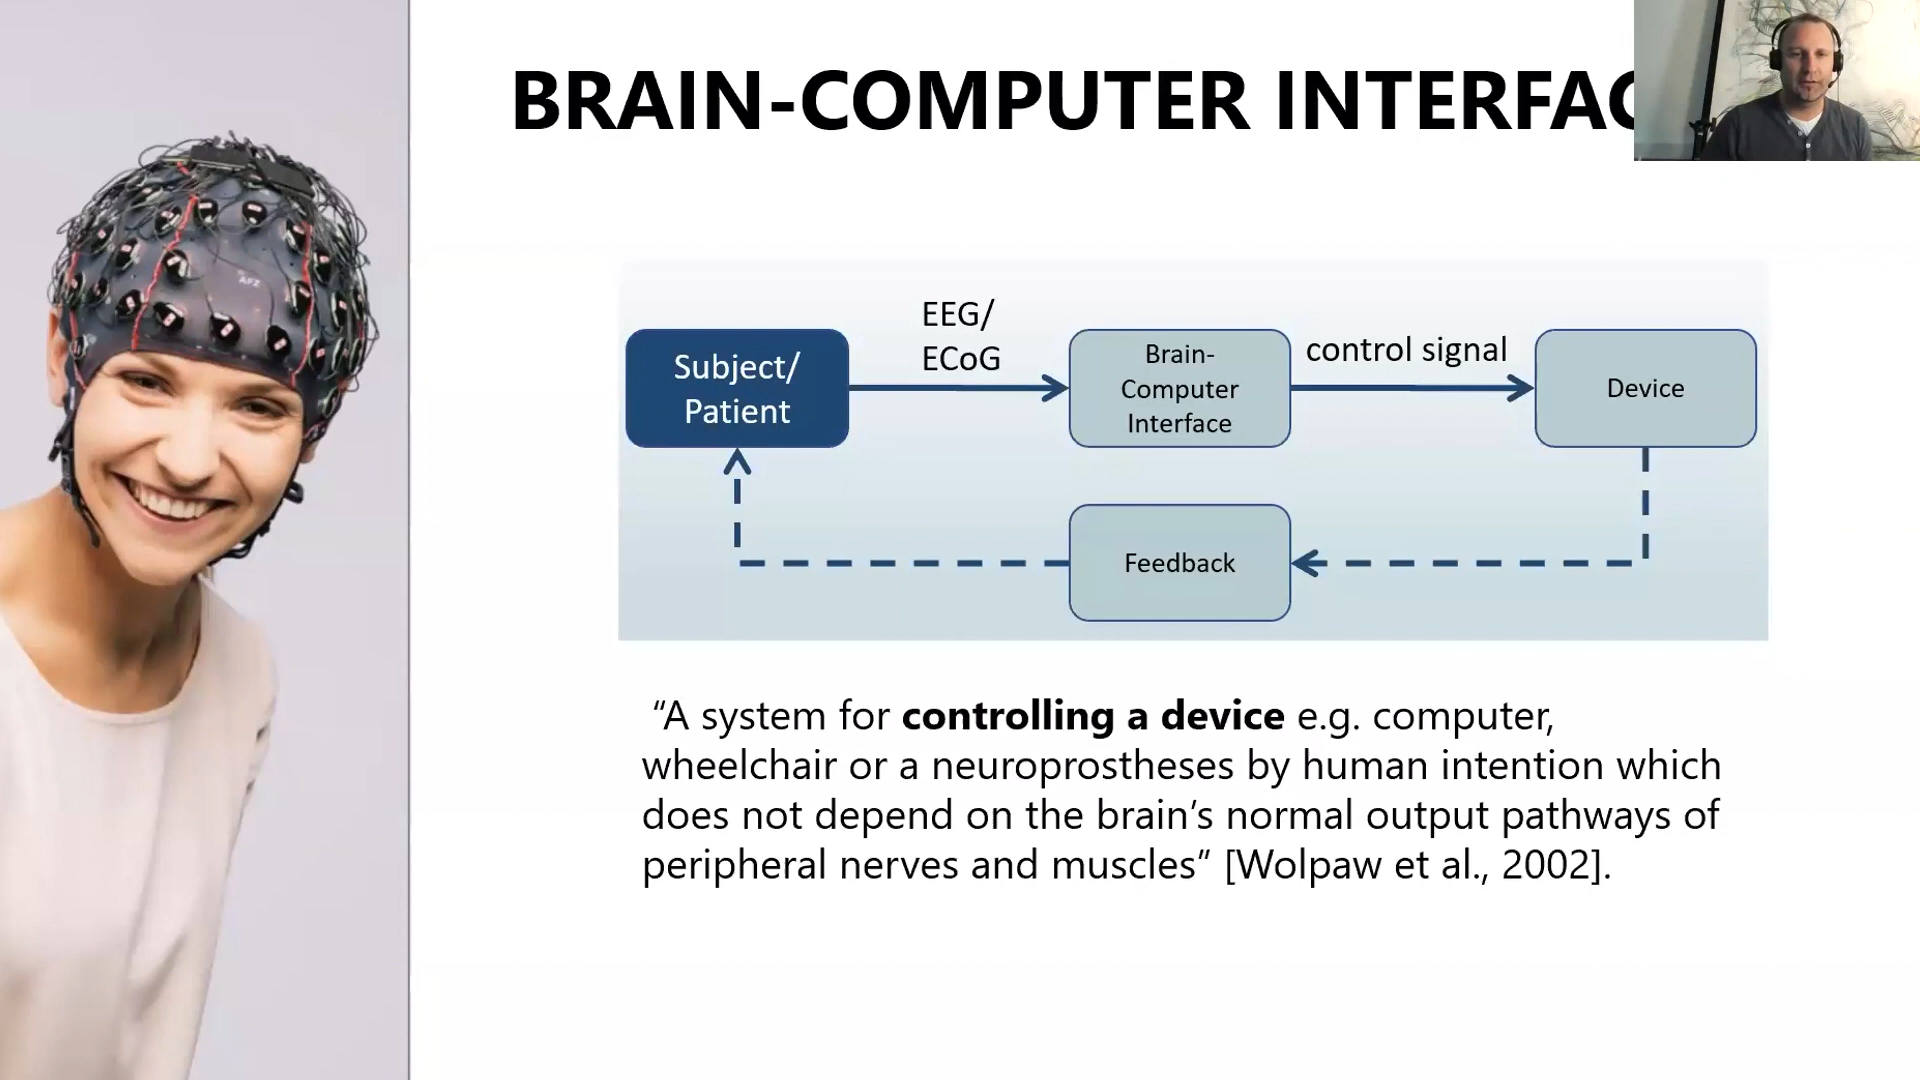 BRAIN-COMPUTER INTERFAC
AFZ
EEG/
ECoG
Subject/
Patient
Brain-
Computer
Interface
control signal
Device
Feedback
“A system for controlling a device e.g. computer,
wheelchair or a neuroprostheses by human intention which
does not depend on the brain’s normal output pathways of
peripheral nerves and muscles” [Wolpaw et al., 2002].